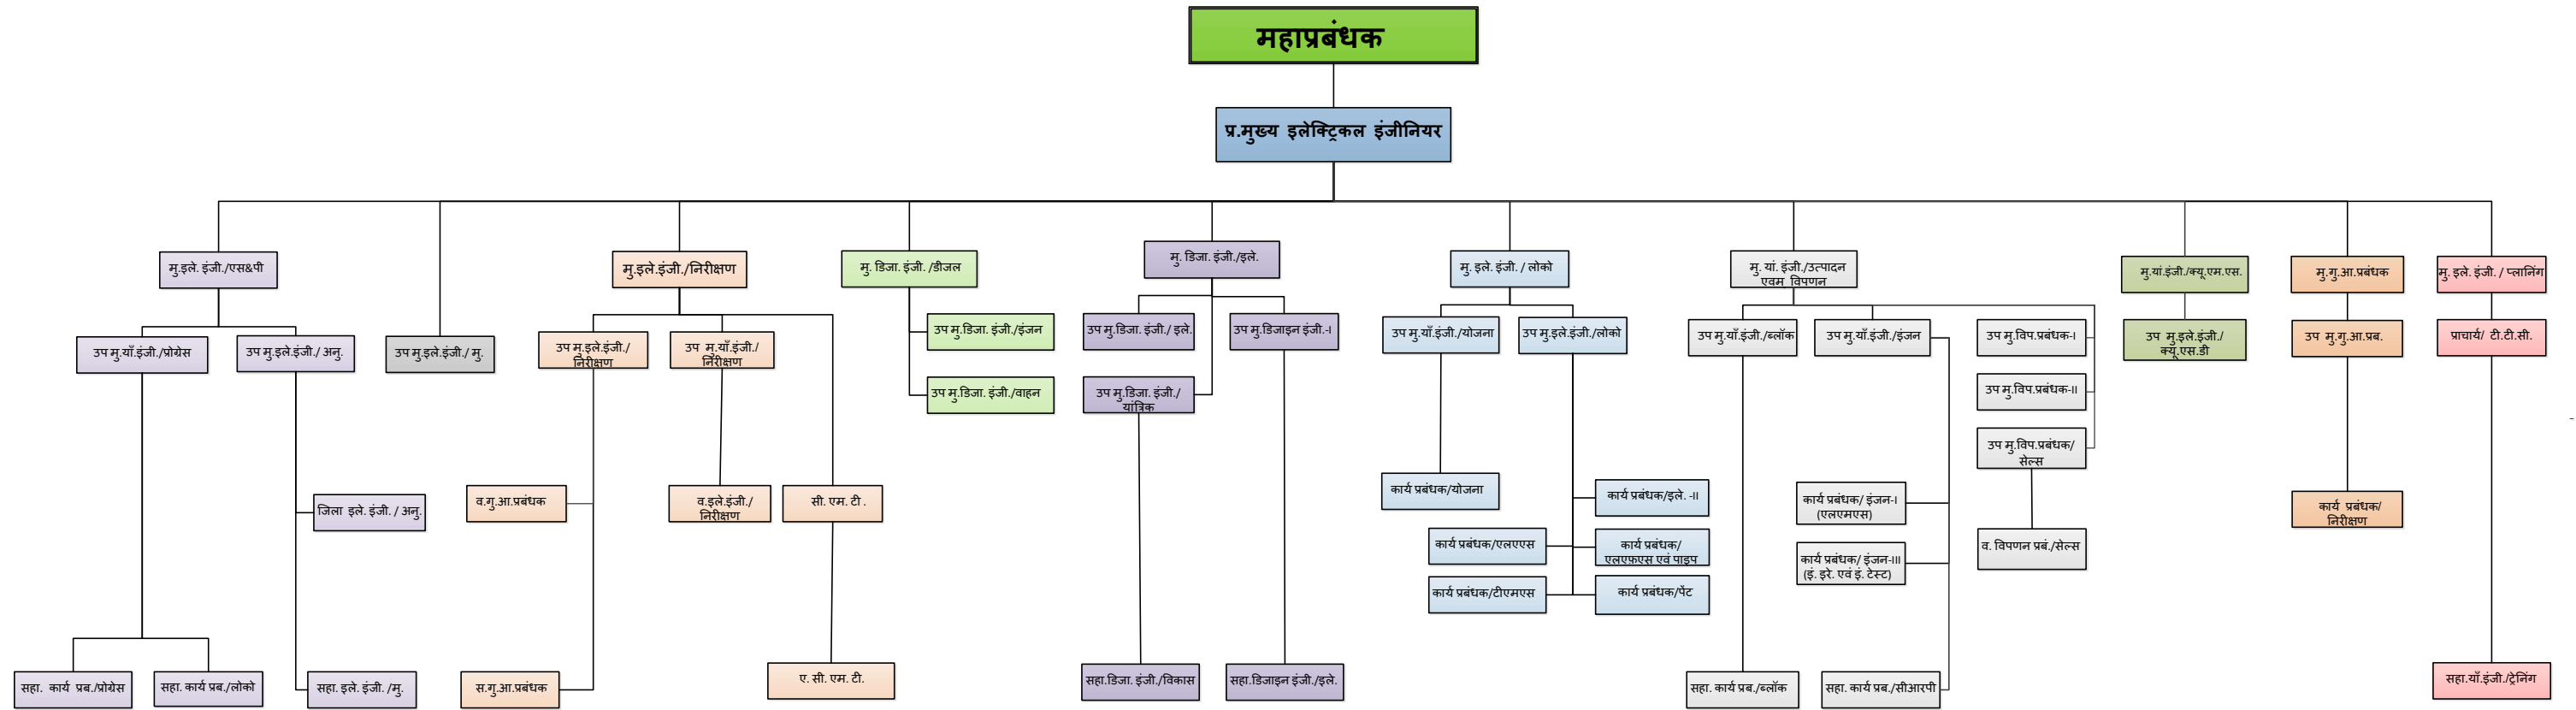 महाप्रबंधक
प्र.मुख्य इलेक्ट्रिकल इंजीनियर
मु.इले. इंजी./एस&पी
मु.इले.इंजी./निरीक्षण
मु. डिजा. इंजी. /डीजल
मु. डिजा. इंजी./इले.
मु. इले. इंजी. / लोको
मु. यां. इंजी./उत्पादन
एवम् विपणन
मु.यां.इंजी./क्यू.एम.एस.
मु.गु.आ.प्रबंधक
मु. इले. इंजी. / प्लानिंग
उप मु.याँ.इंजी./प्रोग्रेस
उप मु.इले.इंजी./ अनु.
उप मु.इले.इंजी./ मु.
उप मु.इले.इंजी./
निरीक्षण
उप मु.याँ.इंजी./
निरीक्षण
उप मु.डिजा. इंजी./इंजन
उप मु.डिजा. इंजी./वाहन
उप मु.डिजा. इंजी./ इले.
उप मु.डिजाइन इंजी.-I
उप मु.डिजा. इंजी./
यांत्रिक
उप मु.याँ.इंजी./योजना
उप मु.इले.इंजी./लोको
उप मु.याँ.इंजी./ब्लॉक
उप मु.याँ.इंजी./इंजन
उप मु.विप.प्रबंधक-I
उप मु.विप.प्रबंधक-II
उप मु.विप.प्रबंधक/
सेल्स
उप मु.इले.इंजी./
क्यू.एस.डी
उप मु.गु.आ.प्रब.
प्राचार्य/ टी.टी.सी.
जिला इले. इंजी. / अनु.
व.गु.आ.प्रबंधक
व.इले.इंजी./
निरीक्षण
सी. एम. टी .
कार्य प्रबंधक/योजना
कार्य प्रबंधक/इले. -II
कार्य प्रबंधक/एलएएस
कार्य प्रबंधक/
एलएफ़एस एवं पाइप
कार्य प्रबंधक/टीएमएस
कार्य प्रबंधक/पेंट
कार्य प्रबंधक/ इंजन-I
(एलएमएस)
कार्य प्रबंधक/ इंजन-III
(इं. इरे. एवं इं. टेस्ट)
व. विपणन प्रबं./सेल्स
कार्य प्रबंधक/
निरीक्षण
सहा. कार्य प्रब./प्रोग्रेस
सहा. कार्य प्रब./लोको
सहा. इले. इंजी. /मु.
स.गु.आ.प्रबंधक
ए. सी. एम. टी.
सहा.डिजा. इंजी./विकास
सहा.डिजाइन इंजी./इले.
सहा. कार्य प्रब./ब्लॉक
सहा. कार्य प्रब./सीआरपी
सहा.याँ.इंजी./ट्रेनिंग